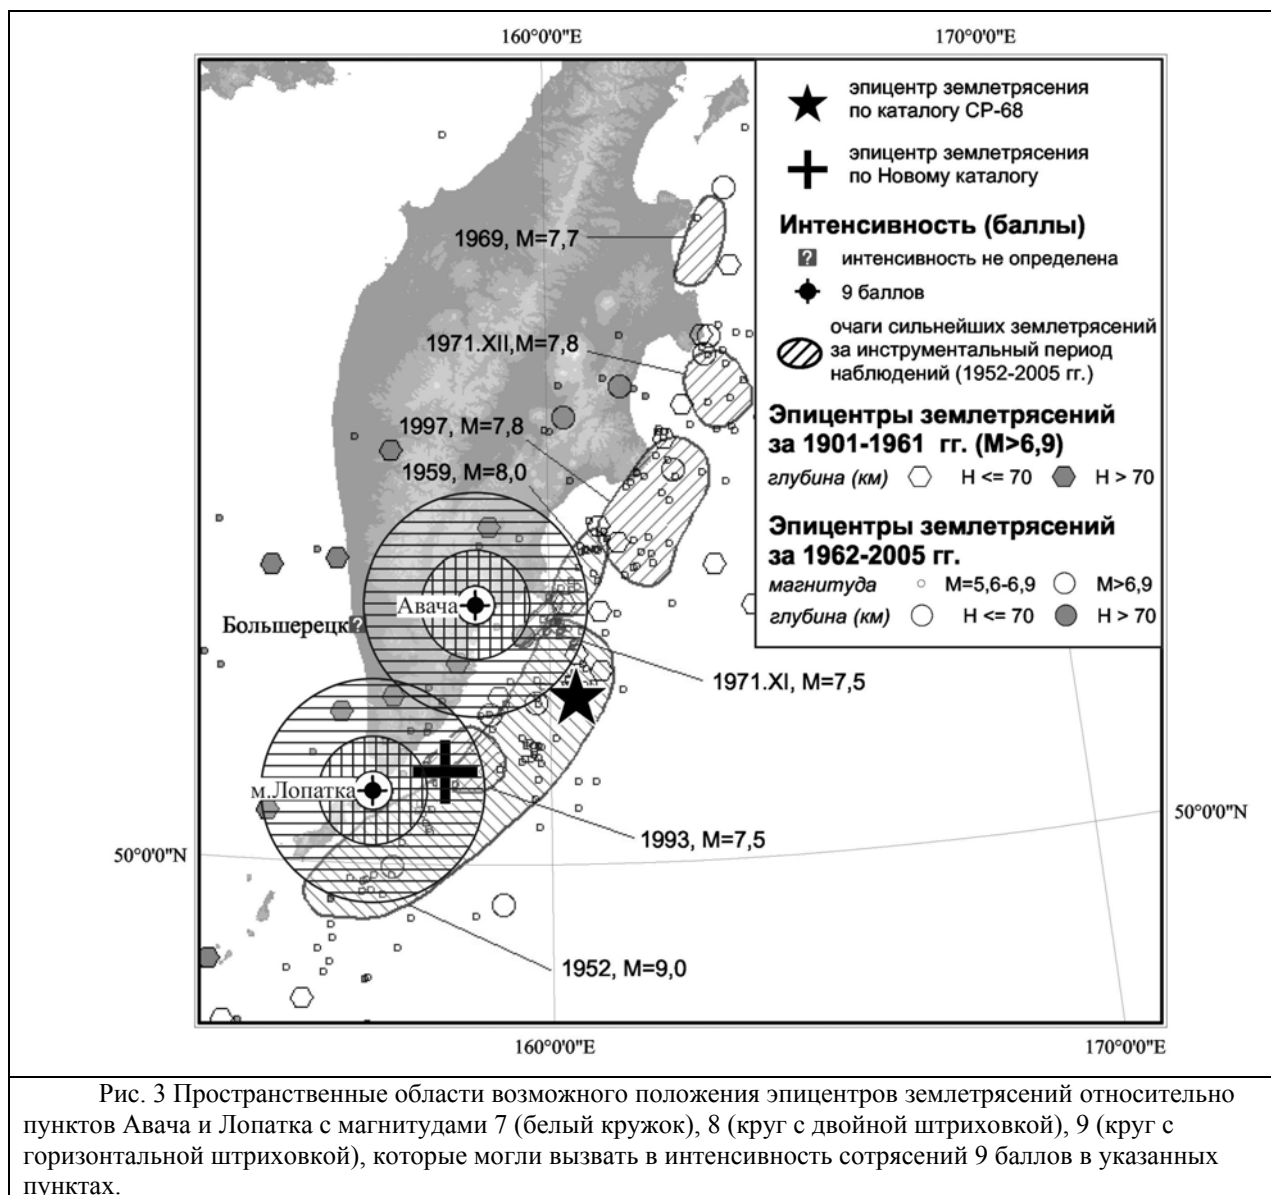 160°0'0"E
170°0'0"E
эпицентр землетрясения
по каталогу СР-68
эпицентр землетрясения
по Новому каталогу
Интенсивность (баллы)
? интенсивность не определена
9 баллов
очаги сильнейших землетрясений
за инструментальный период
наблюдений (1952-2005 гг.)
Эпицентры землетрясений
за 1901-1961 гг. (М>6,9)
глубина (км) H <= 70 H > 70
Эпицентры землетрясений
за 1962-2005 гг.
магнитуда M=5,6-6,9 M>6,9
глубина (км) H <= 70 H > 70
1969, M=7,7
1971.XII,M=7,8
1997, M=7,8
1959, M=8,0
Авача
Большерецк ?
1971.XI, M=7,5
м.Лопатка
1993, M=7,5
50°0'0"N
50°0'0"N
1952, M=9,0
160°0'0"E
170°0'0"E
Рис. 3 Пространственные области возможного положения эпицентров землетрясений относительно
пунктов Авача и Лопатка с магнитудами 7 (белый кружок), 8 (круг с двойной штриховкой), 9 (круг с
горизонтальной штриховкой), которые могли вызвать в интенсивность сотрясений 9 баллов в указанных
пунктах.